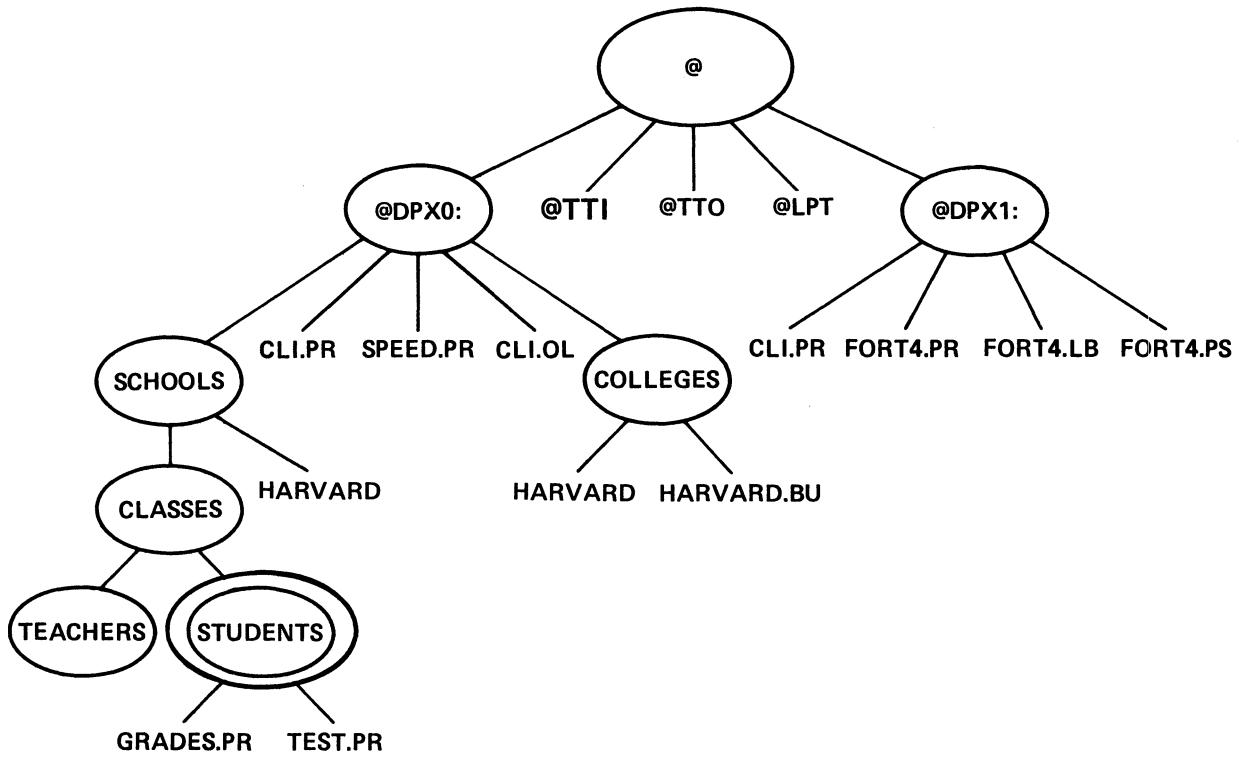 @
@DPX0: @TTI @TTO @LPT @DPX1:
CLI.PR SPEED.PR CLI.OL CLI.PR FORT4.PR FORT4.LB FORT4.PS
SCHOOLS COLLEGES
HARVARD HARVARD HARVARD.BU
CLASSES
TEACHERS STUDENTS
GRADES.PR TEST.PR